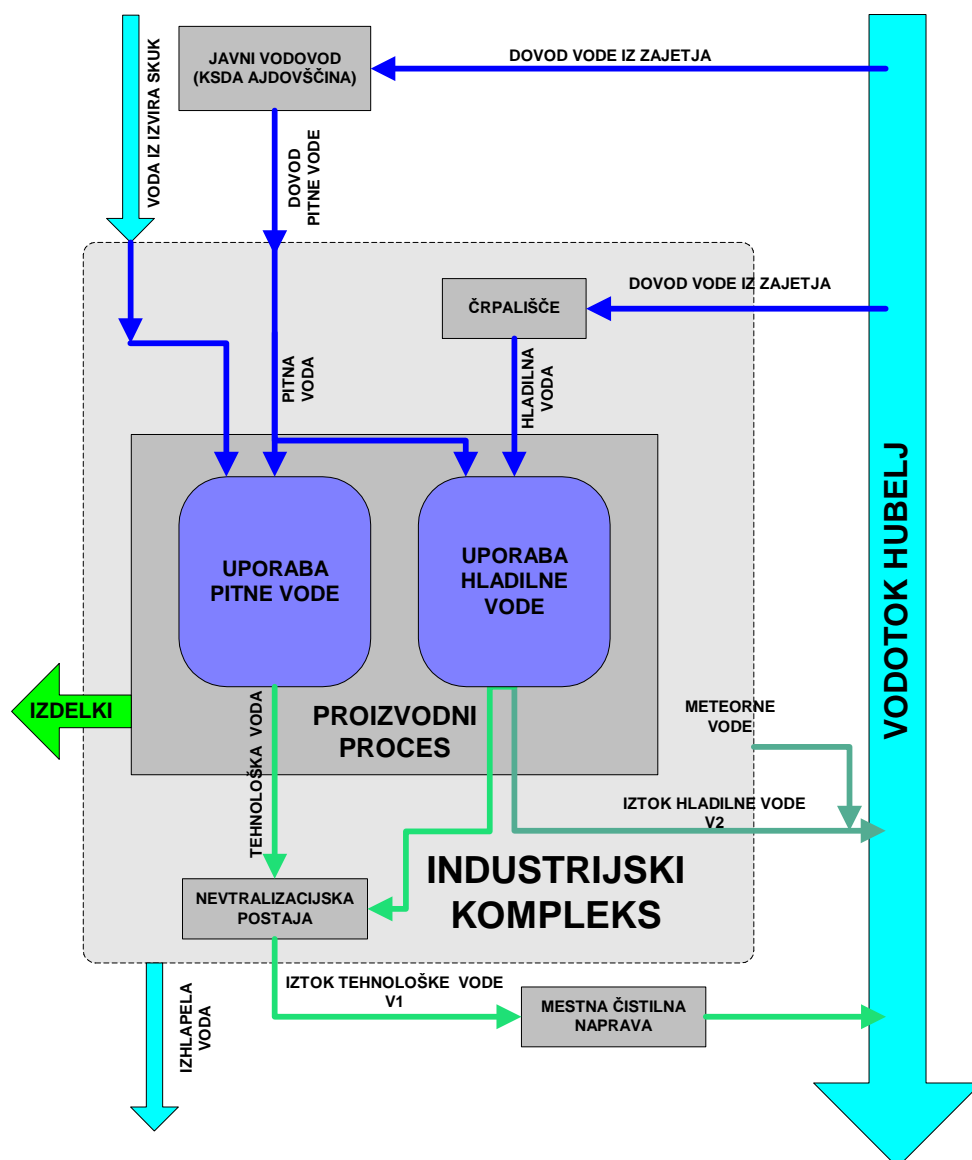 JAVNI VODOVOD
(KSDA AJDOVŠČINA)
DOVOD VODE IZ ZAJETJA
VODA IZ IZVIRA SKUK
DOVOD
PITNE VODE
DOVOD VODE IZ ZAJETJA
ČRPALIŠČE
PITNA
VODA
HLADILNA
VODA
VODOTOK HUBELJ
UPORABA
PITNE VODE
UPORABA
HLADILNE
VODE
IZDELKI
TEHNOLOŠKA VODA
PROIZVODNI
PROCES
METEORNE
VODE
IZTOK HLADILNE VODE
V2
INDUSTRIJSKI
KOMPLEKS
NEVTRALIZACIJSKA
POSTAJA
IZTOK TEHNOLOŠKE VODE
V1
MESTNA ČISTILNA
NAPRAVA
IZHLAPELA
VODA